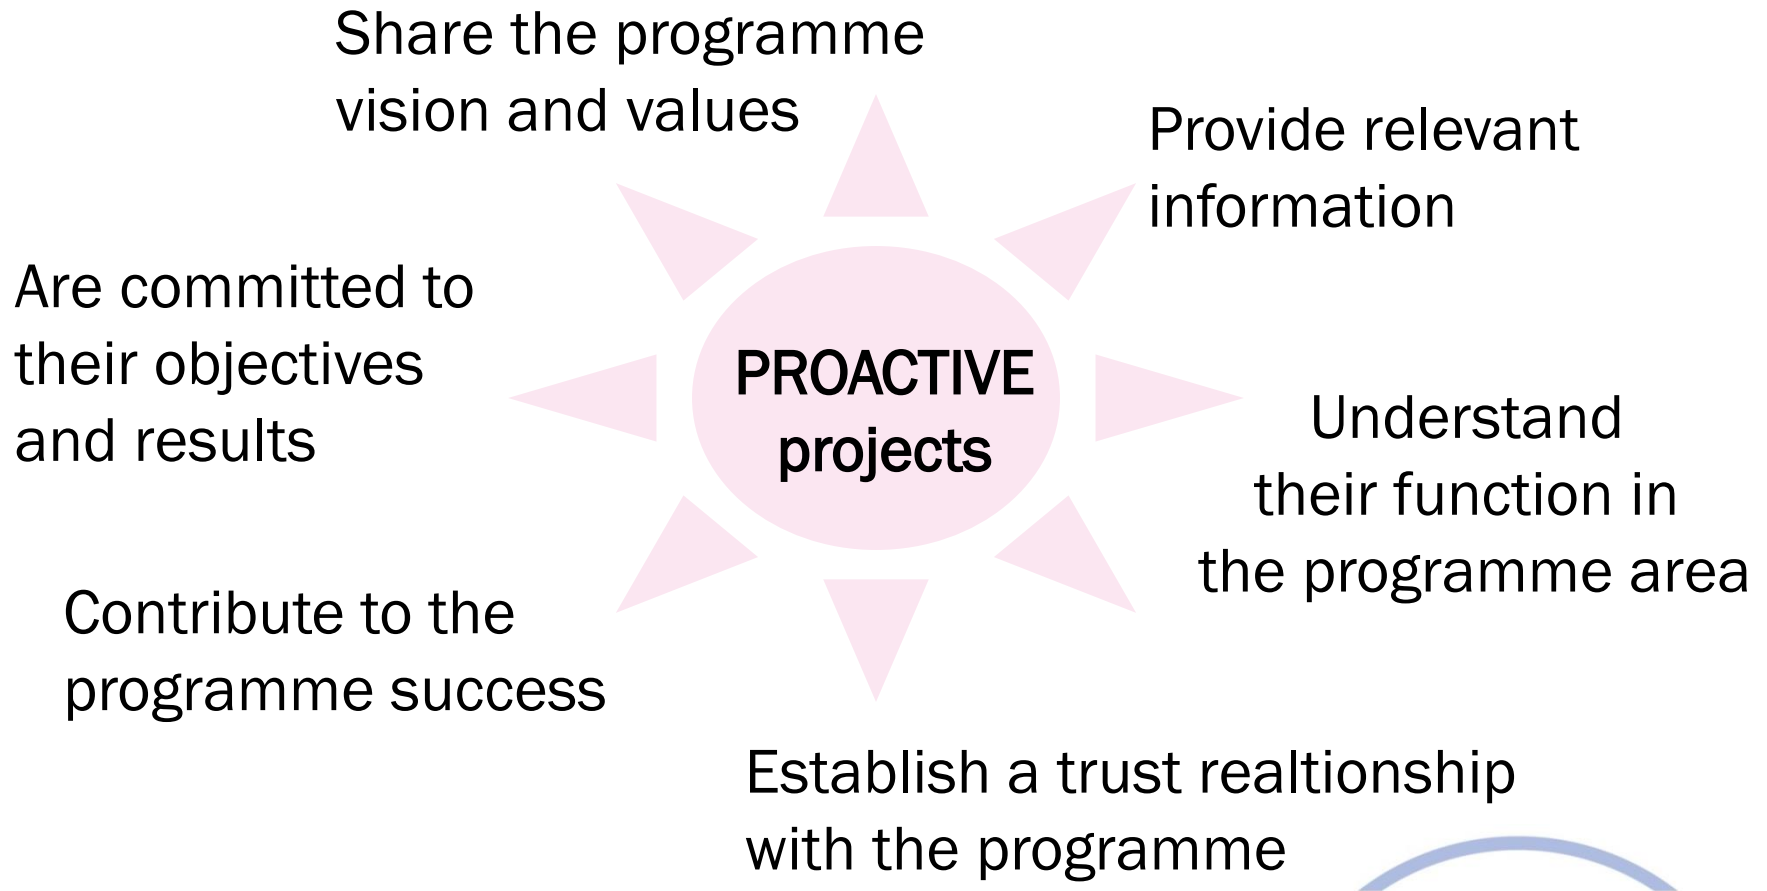 Share the programme
vision and values
Provide relevant
information
Are committed to
their objectives
and results
PROACTIVE
projects
Understand
their function in
the programme area
Contribute to the
programme success
Establish a trust realtionship
with the programme